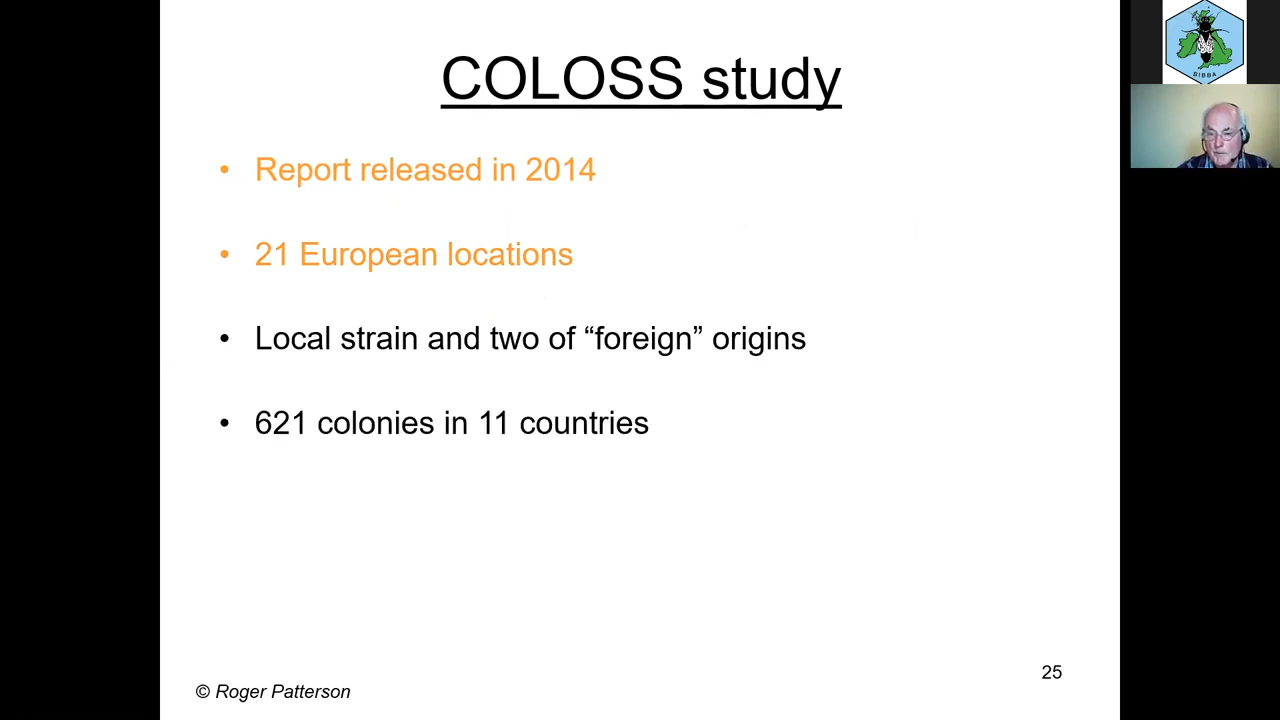 COLOSS study
• Report released in 2014
• 21 European locations
• Local strain and two of “foreign” origins
• 621 colonies in 11 countries
25
© Roger Patterson
BIBBA